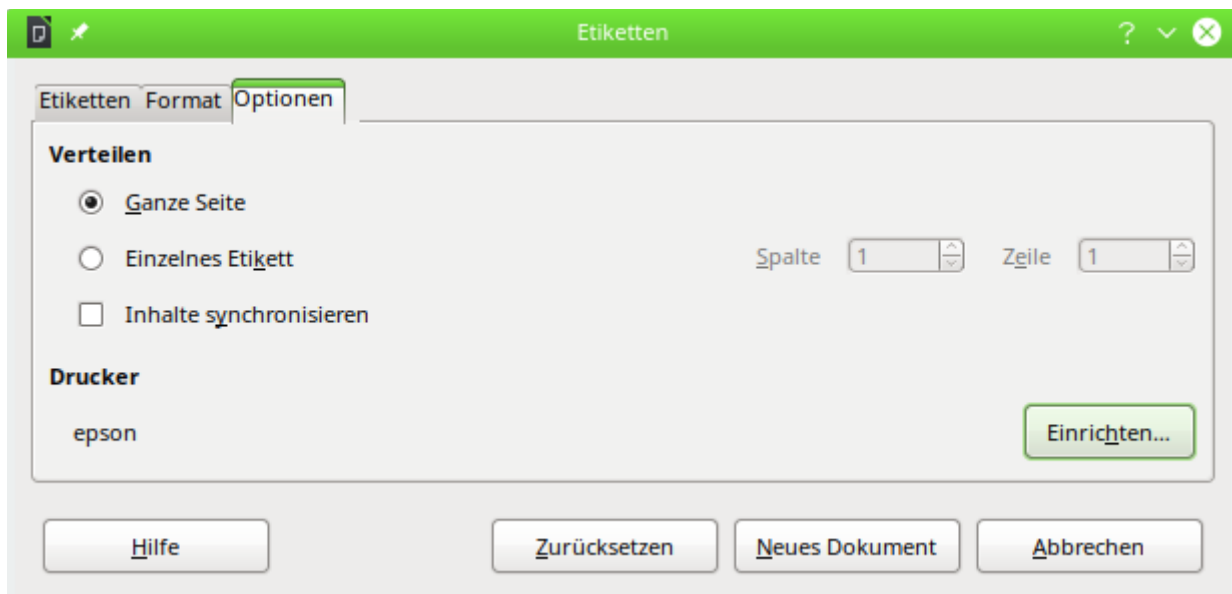 Etiketten
Etiketten Format Optionen
Verteilen
Ganze Seite
Einzelnes Etikett Spalte 1 Zeile 1
Inhalte synchronisieren
Drucker
epson Einrichten...
Hilfe Zurücksetzen Neues Dokument Abbrechen